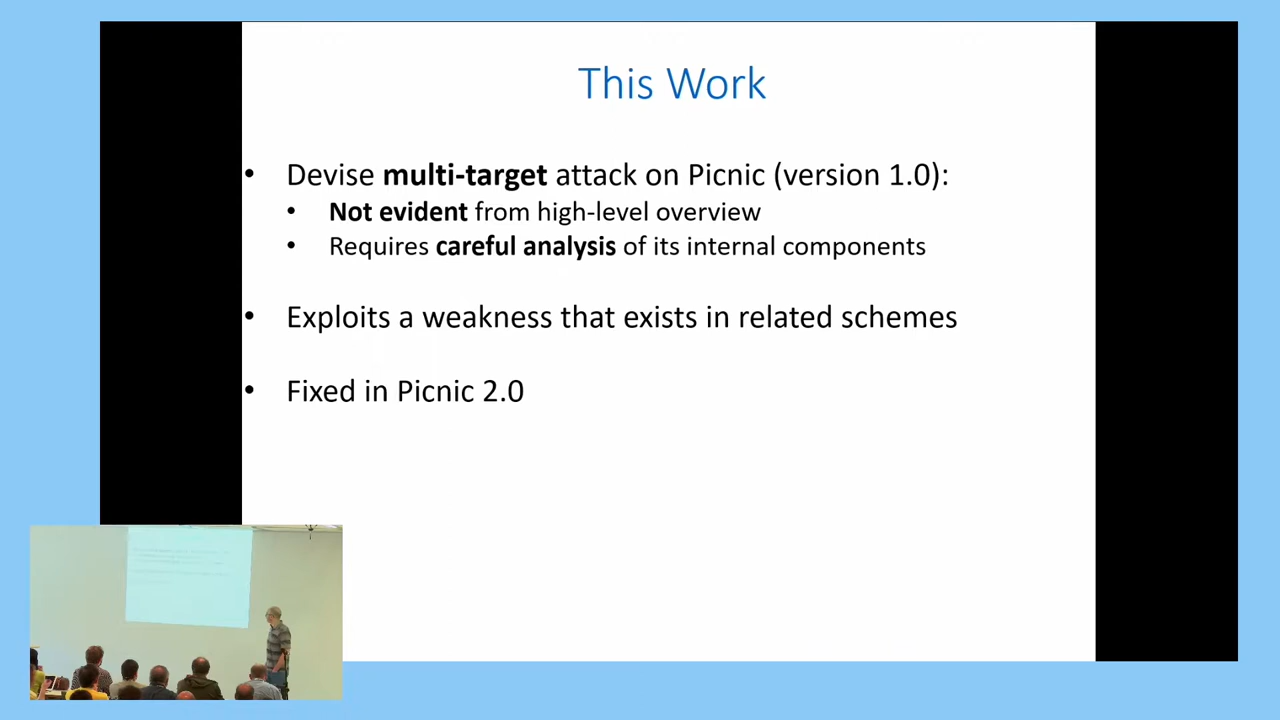 This Work
• Devise multi-target attack on Picnic (version 1.0):
• Not evident from high-level overview
• Requires careful analysis of its internal components
• Exploits a weakness that exists in related schemes
• Fixed in Picnic 2.0